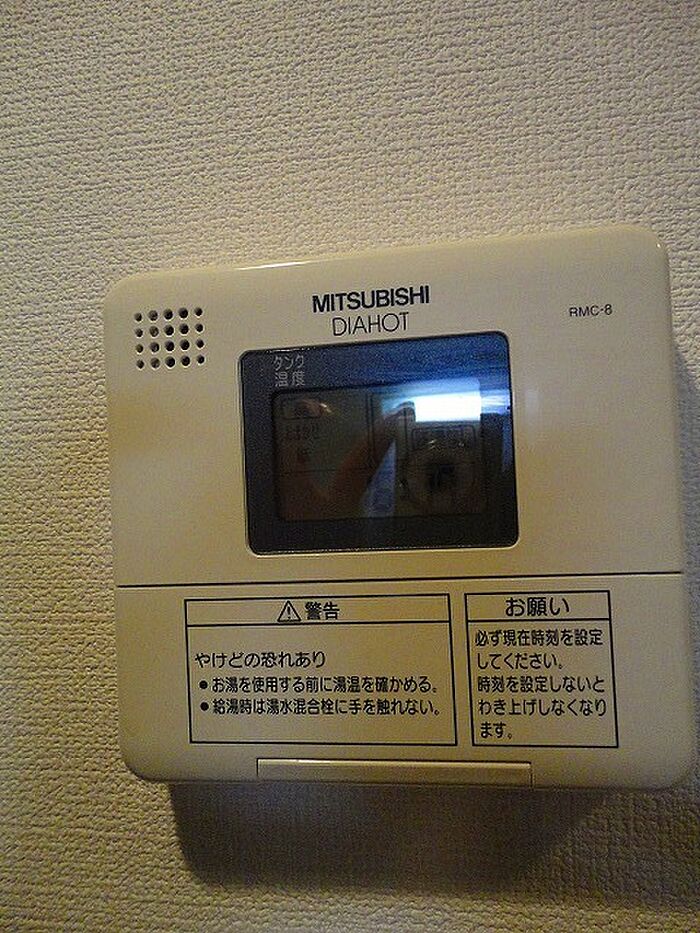 MITSUBISHI
DIAHOT
RMC-8
タンク
温度
⚠警告
やけどの恐れあり
●お湯を使用する前に湯温を確かめる。
●給湯時は湯水混合栓に手を触れない。
お願い
必ず現在時刻を設定
してください。
時刻を設定しないと
わき上げしなくなり
ます。